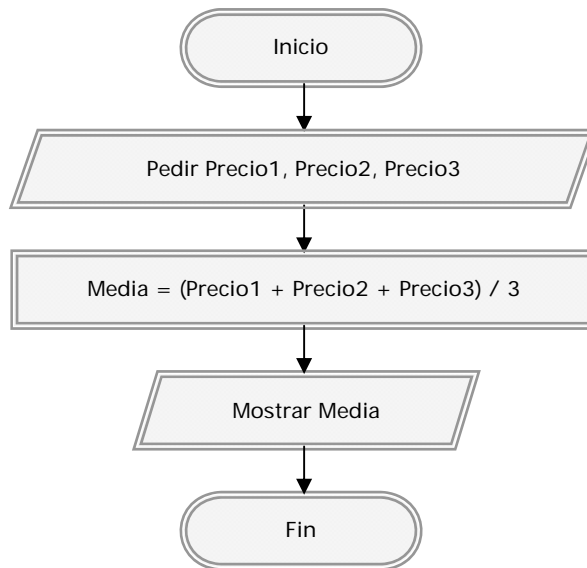 Inicio
Pedir Precio1, Precio2, Precio3
Media = (Precio1 + Precio2 + Precio3) / 3
Mostrar Media
Fin